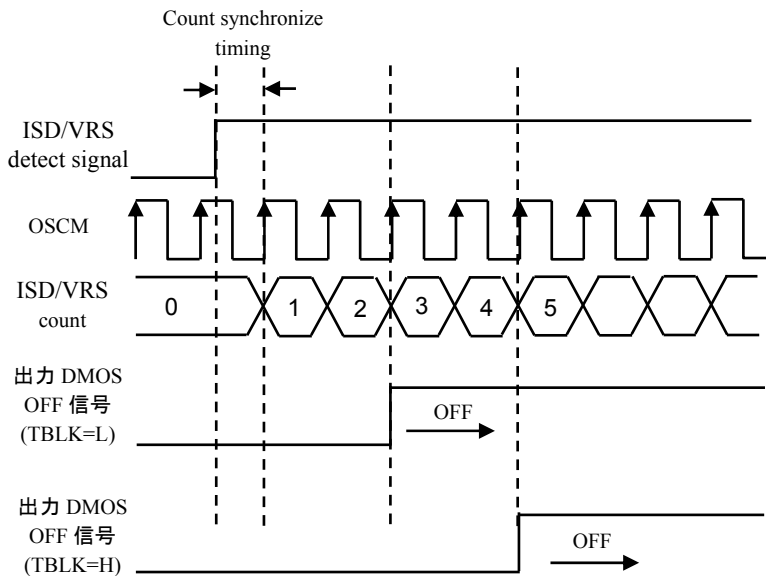 Count synchronize
timing
ISD/VRS
detect signal
OSCM
ISD/VRS
count
0 1 2 3 4 5
出力 DMOS
OFF 信号
(TBLK=L)
OFF
出力 DMOS
OFF 信号
(TBLK=H)
OFF